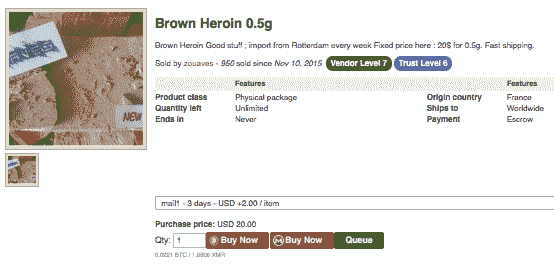 NEW
Brown Heroin 0.5g
Brown Heroin Good stuff ; import from Rotterdam every week Fixed price here : 20$ for 0.5g. Fast shipping.
Sold by zouaves - 950 sold since Nov 10, 2015 Vendor Level 7 Trust Level 6
Features Features
Product class Physical package Origin country France
Quantity left Unlimited Ships to Worldwide
Ends in Never Payment Escrow
mail1 - 3 days - USD +2.00 / item
Purchase price: USD 20.00
Qty: 1 Buy Now Buy Now Queue
0.0221 BTC / 1.6906 XMR